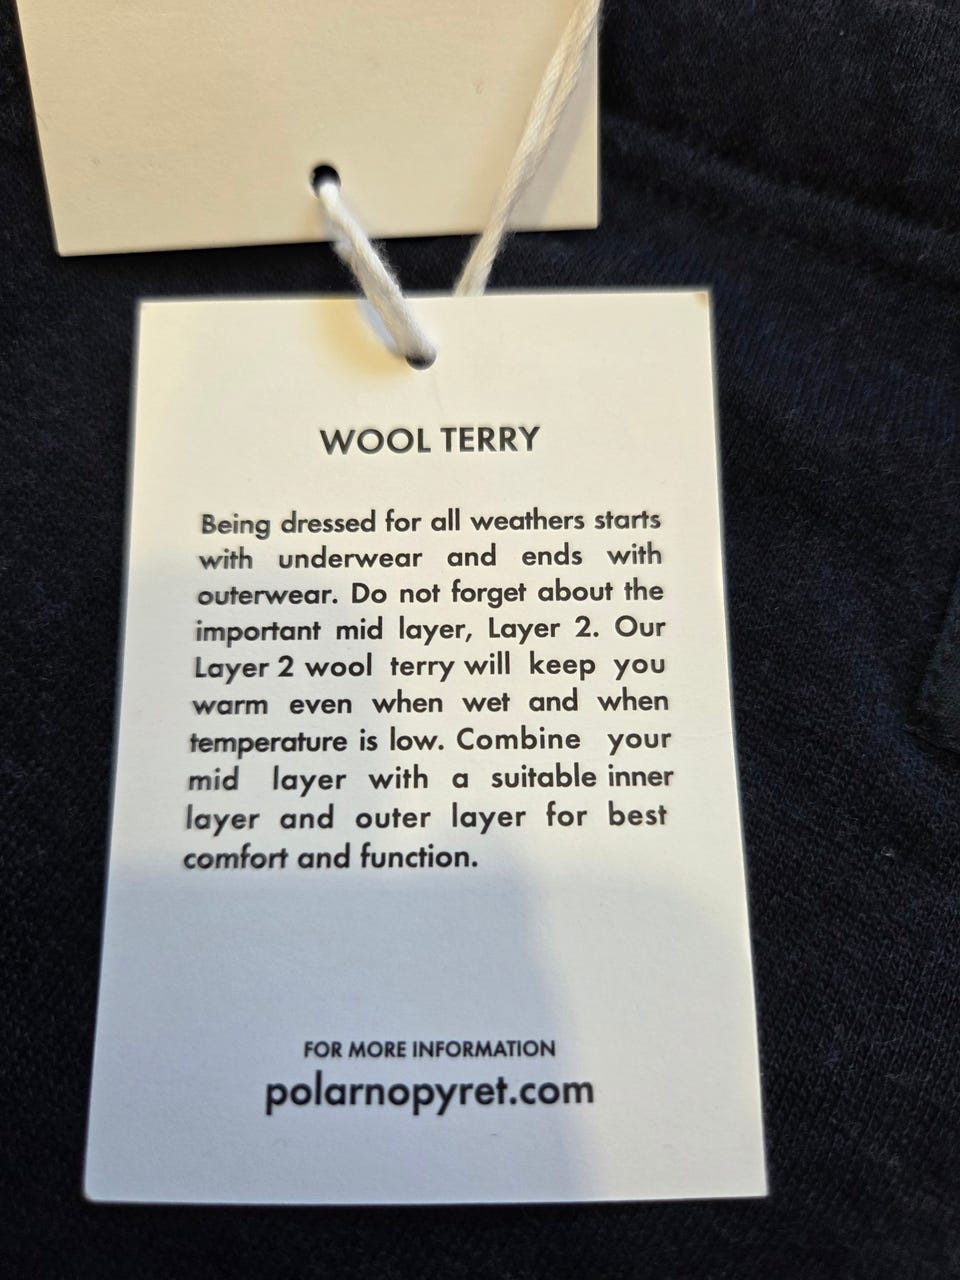 WOOL TERRY
Being dressed for all weathers starts
with underwear and ends with
outerwear. Do not forget about the
important mid layer, Layer 2. Our
Layer 2 wool terry will keep you
warm even when wet and when
temperature is low. Combine your
mid layer with a suitable inner
layer and outer layer for best
comfort and function.
FOR MORE INFORMATION
polarnopyret.com